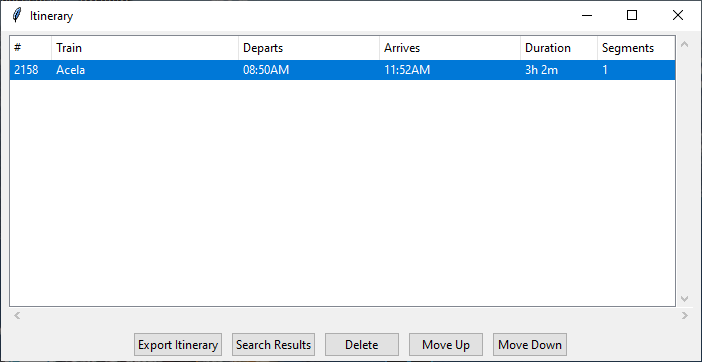 Itinerary
# Train Departs Arrives Duration Segments
2158 Acela 08:50AM 11:52AM 3h 2m 1
Export Itinerary Search Results Delete Move Up Move Down